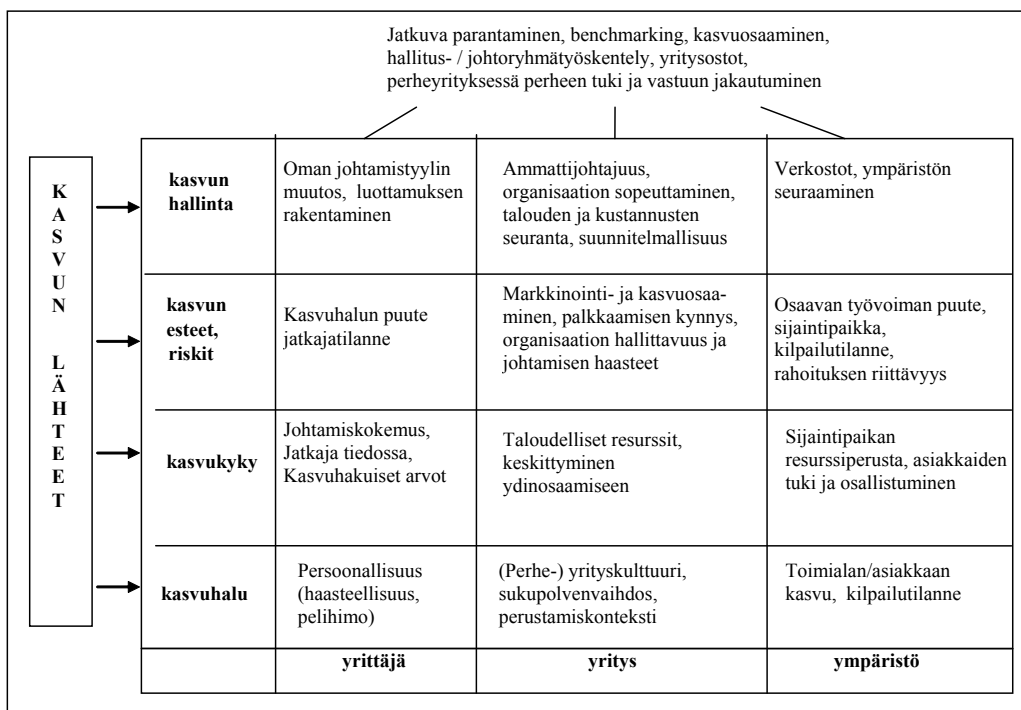 Jatkuva parantaminen, benchmarking, kasvuosaaminen,
hallitus- / johtoryhmätyöskentely, yritysostot,
perheyrityksessä perheen tuki ja vastuun jakautuminen
KASVUN LÄHTEET
kasvun
hallinta
Oman johtamistyylin
muutos, luottamuksen
rakentaminen
Ammattijohtajuus,
organisaation sopeuttaminen,
talouden ja kustannusten
seuranta, suunnitelmallisuus
Verkostot, ympäristön
seuraaminen
kasvun
esteet,
riskit
Kasvuhalun puute
jatkajatilanne
Markkinointi- ja kasvuosaa-
minen, palkkaamisen kynnys,
organisaation hallittavuus ja
johtamisen haasteet
Osaavan työvoiman puute,
sijaintipaikka,
kilpailutilanne,
rahoituksen riittävyys
kasvukyky
Johtamiskokemus,
Jatkaja tiedossa,
Kasvuhakuiset arvot
Taloudelliset resurssit,
keskittyminen
ydinosaamiseen
Sijaintipaikan
resurssiperusta, asiakkaiden
tuki ja osallistuminen
kasvuhalu
Persoonallisuus
(haasteellisuus,
pelihimo)
(Perhe-) yrityskulttuuri,
sukupolvenvaihdos,
perustamiskonteksti
Toimialan/asiakkaan
kasvu, kilpailutilanne
yrittäjä
yritys
ympäristö